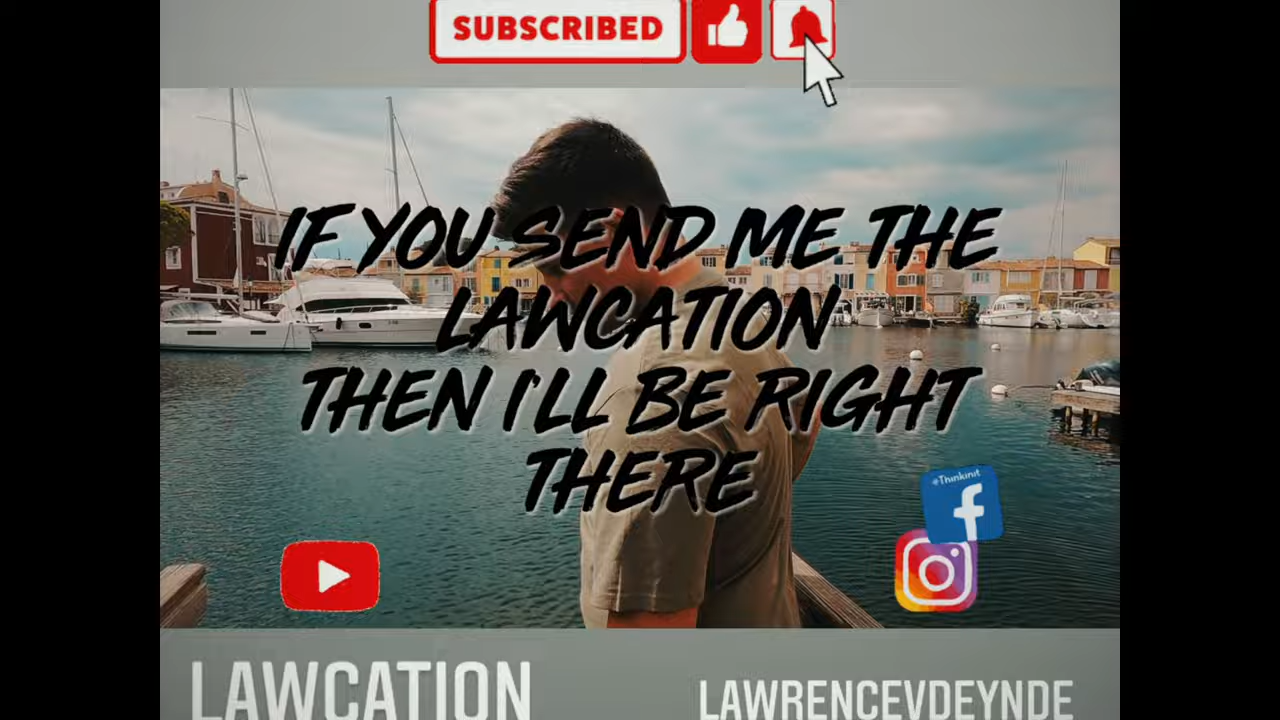 SUBSCRIBED
IF YOU SEND ME THE
LAWCATION
THEN I'LL BE RIGHT
THERE
@Thinkinit
LAWCATION
LAWRENCEVDEYNDE